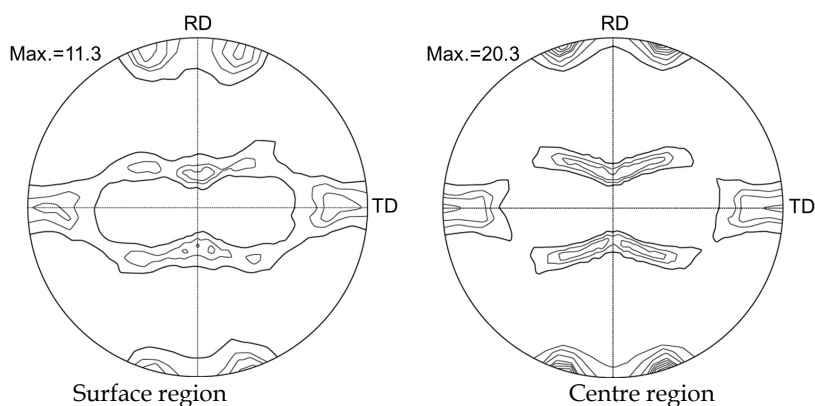 RD
Max.=11.3
TD
Surface region
RD
Max.=20.3
TD
Centre region